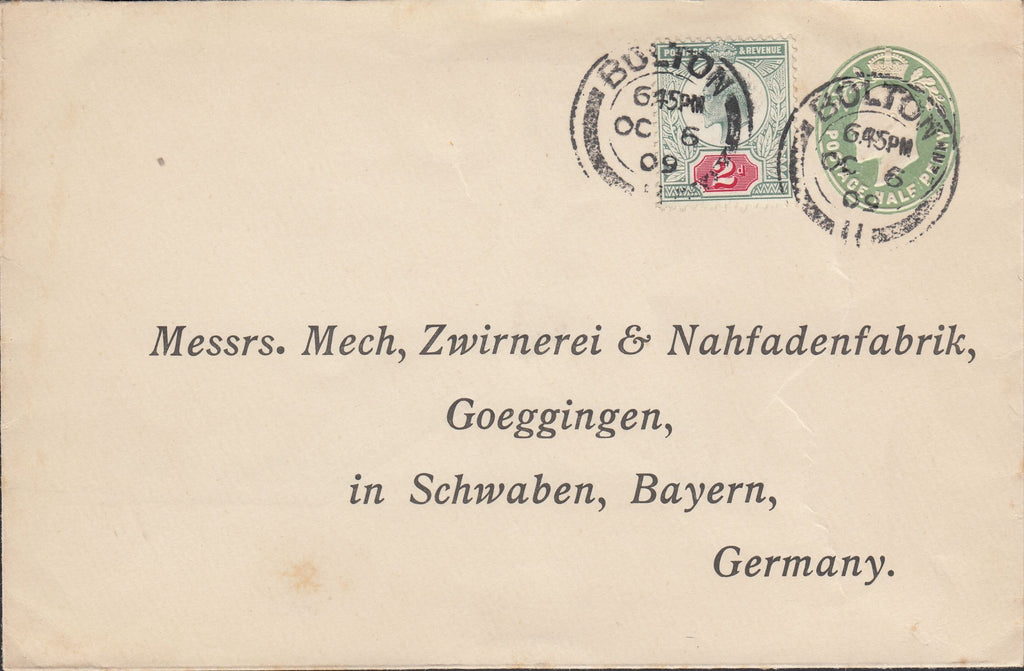 POSTAGE & REVENUE
2d
BOLTON
6.45PM
OC 6
09
BOLTON
6.45PM
OC 6
09
POSTAGE HALF PENNY
Messrs. Mech, Zwirnerei & Nahfadenfabrik,
Goeggingen,
in Schwaben, Bayern,
Germany.